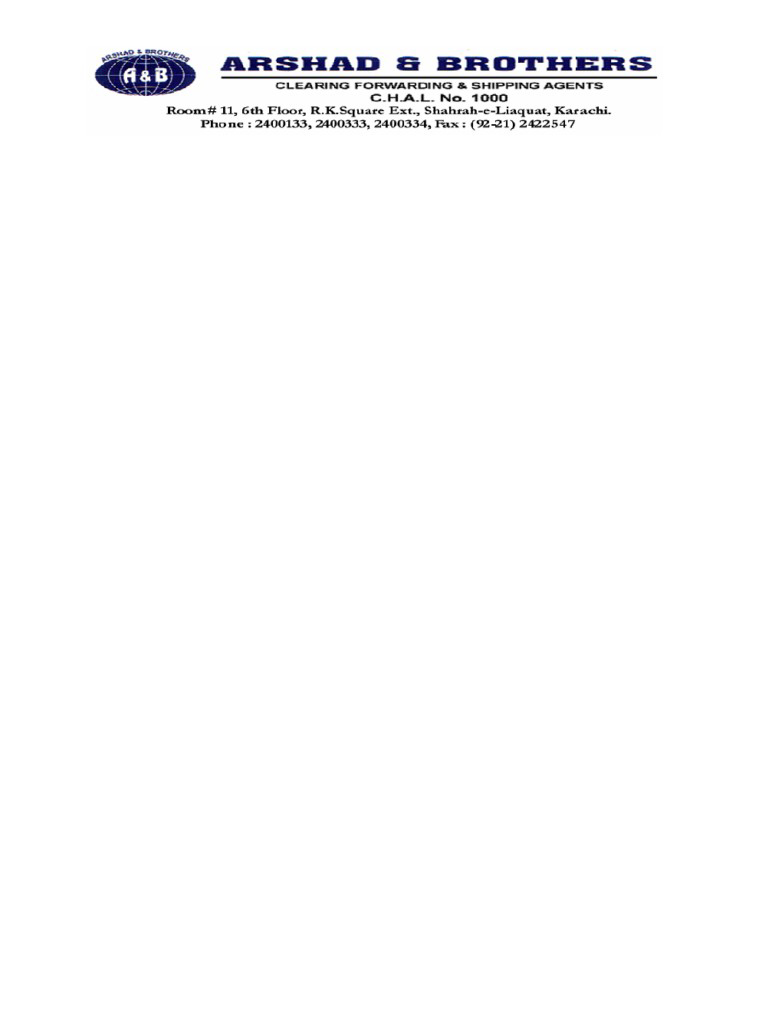 ARSHAD & BROTHERS
A & B
ARSHAD & BROTHERS
CLEARING FORWARDING & SHIPPING AGENTS
C.H.A.L. No. 1000
Room# 11, 6th Floor, R.K.Square Ext., Shahrah-e-Liaquat, Karachi.
Phone : 2400133, 2400333, 2400334, Fax : (92-21) 2422547